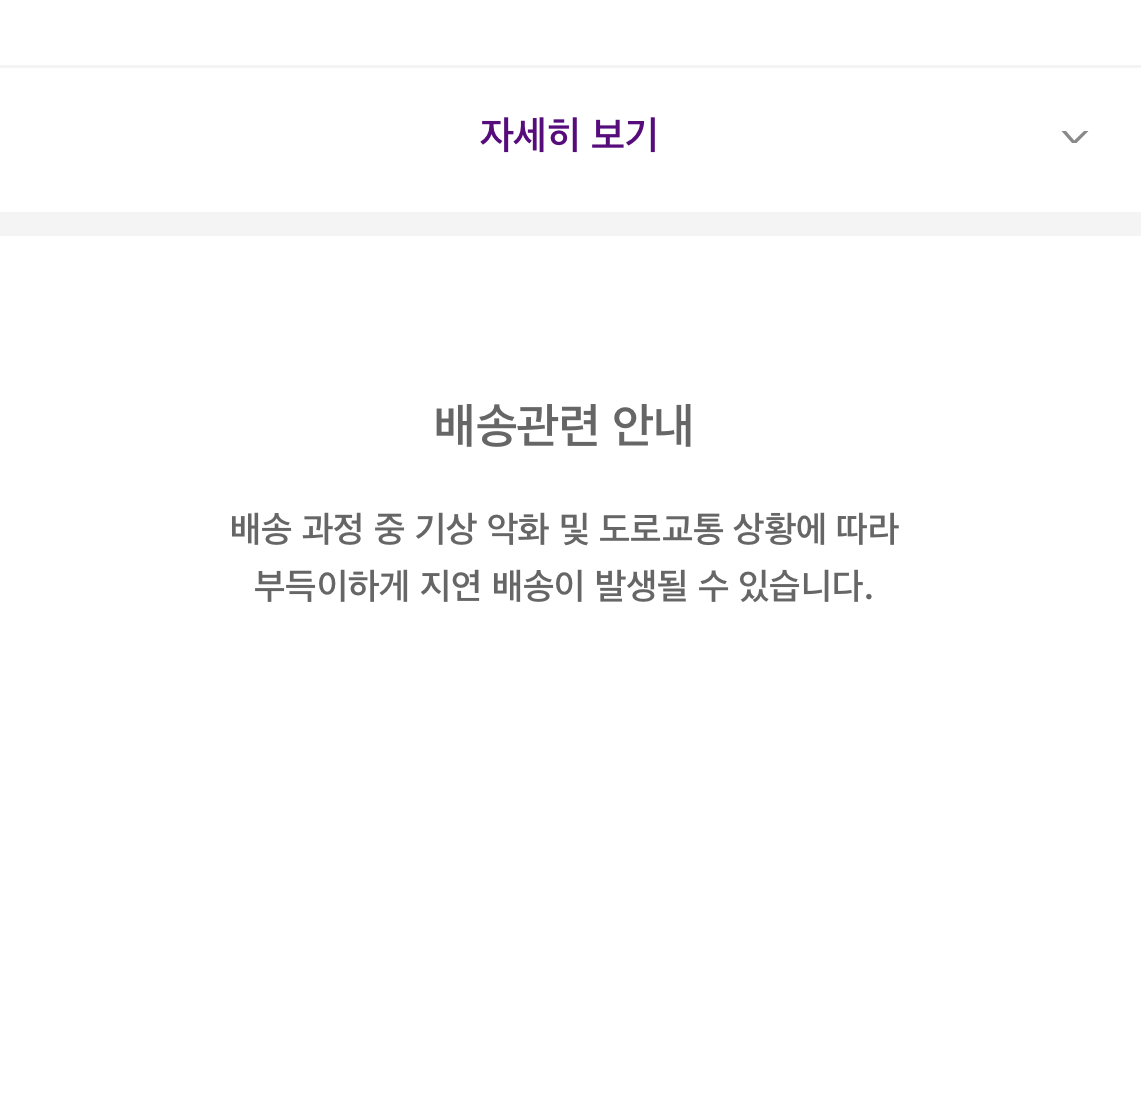 자세히 보기
배송관련 안내
배송 과정 중 기상 악화 및 도로교통 상황에 따라
부득이하게 지연 배송이 발생될 수 있습니다.